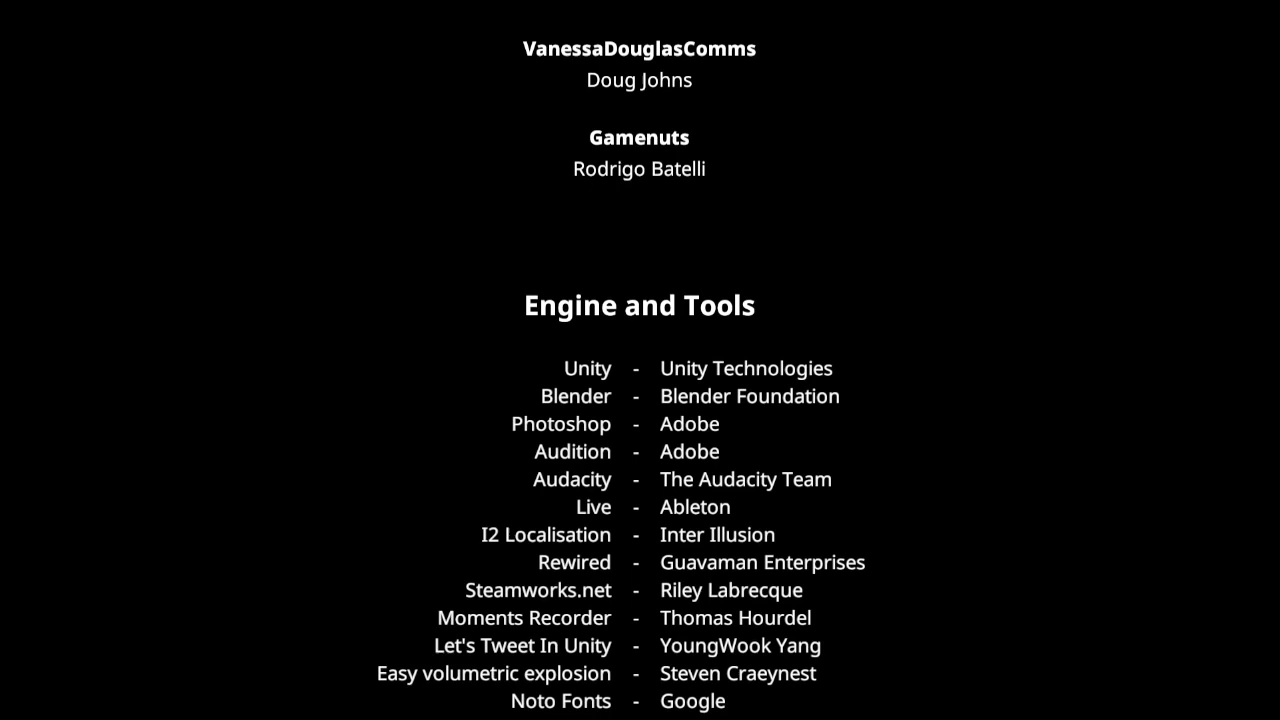 VanessaDouglasComms
Doug Johns
Gamenuts
Rodrigo Batelli
Engine and Tools
Unity - Unity Technologies
Blender - Blender Foundation
Photoshop - Adobe
Audition - Adobe
Audacity - The Audacity Team
Live - Ableton
I2 Localisation - Inter Illusion
Rewired - Guavaman Enterprises
Steamworks.net - Riley Labrecque
Moments Recorder - Thomas Hourdel
Let's Tweet In Unity - YoungWook Yang
Easy volumetric explosion - Steven Craeynest
Noto Fonts - Google